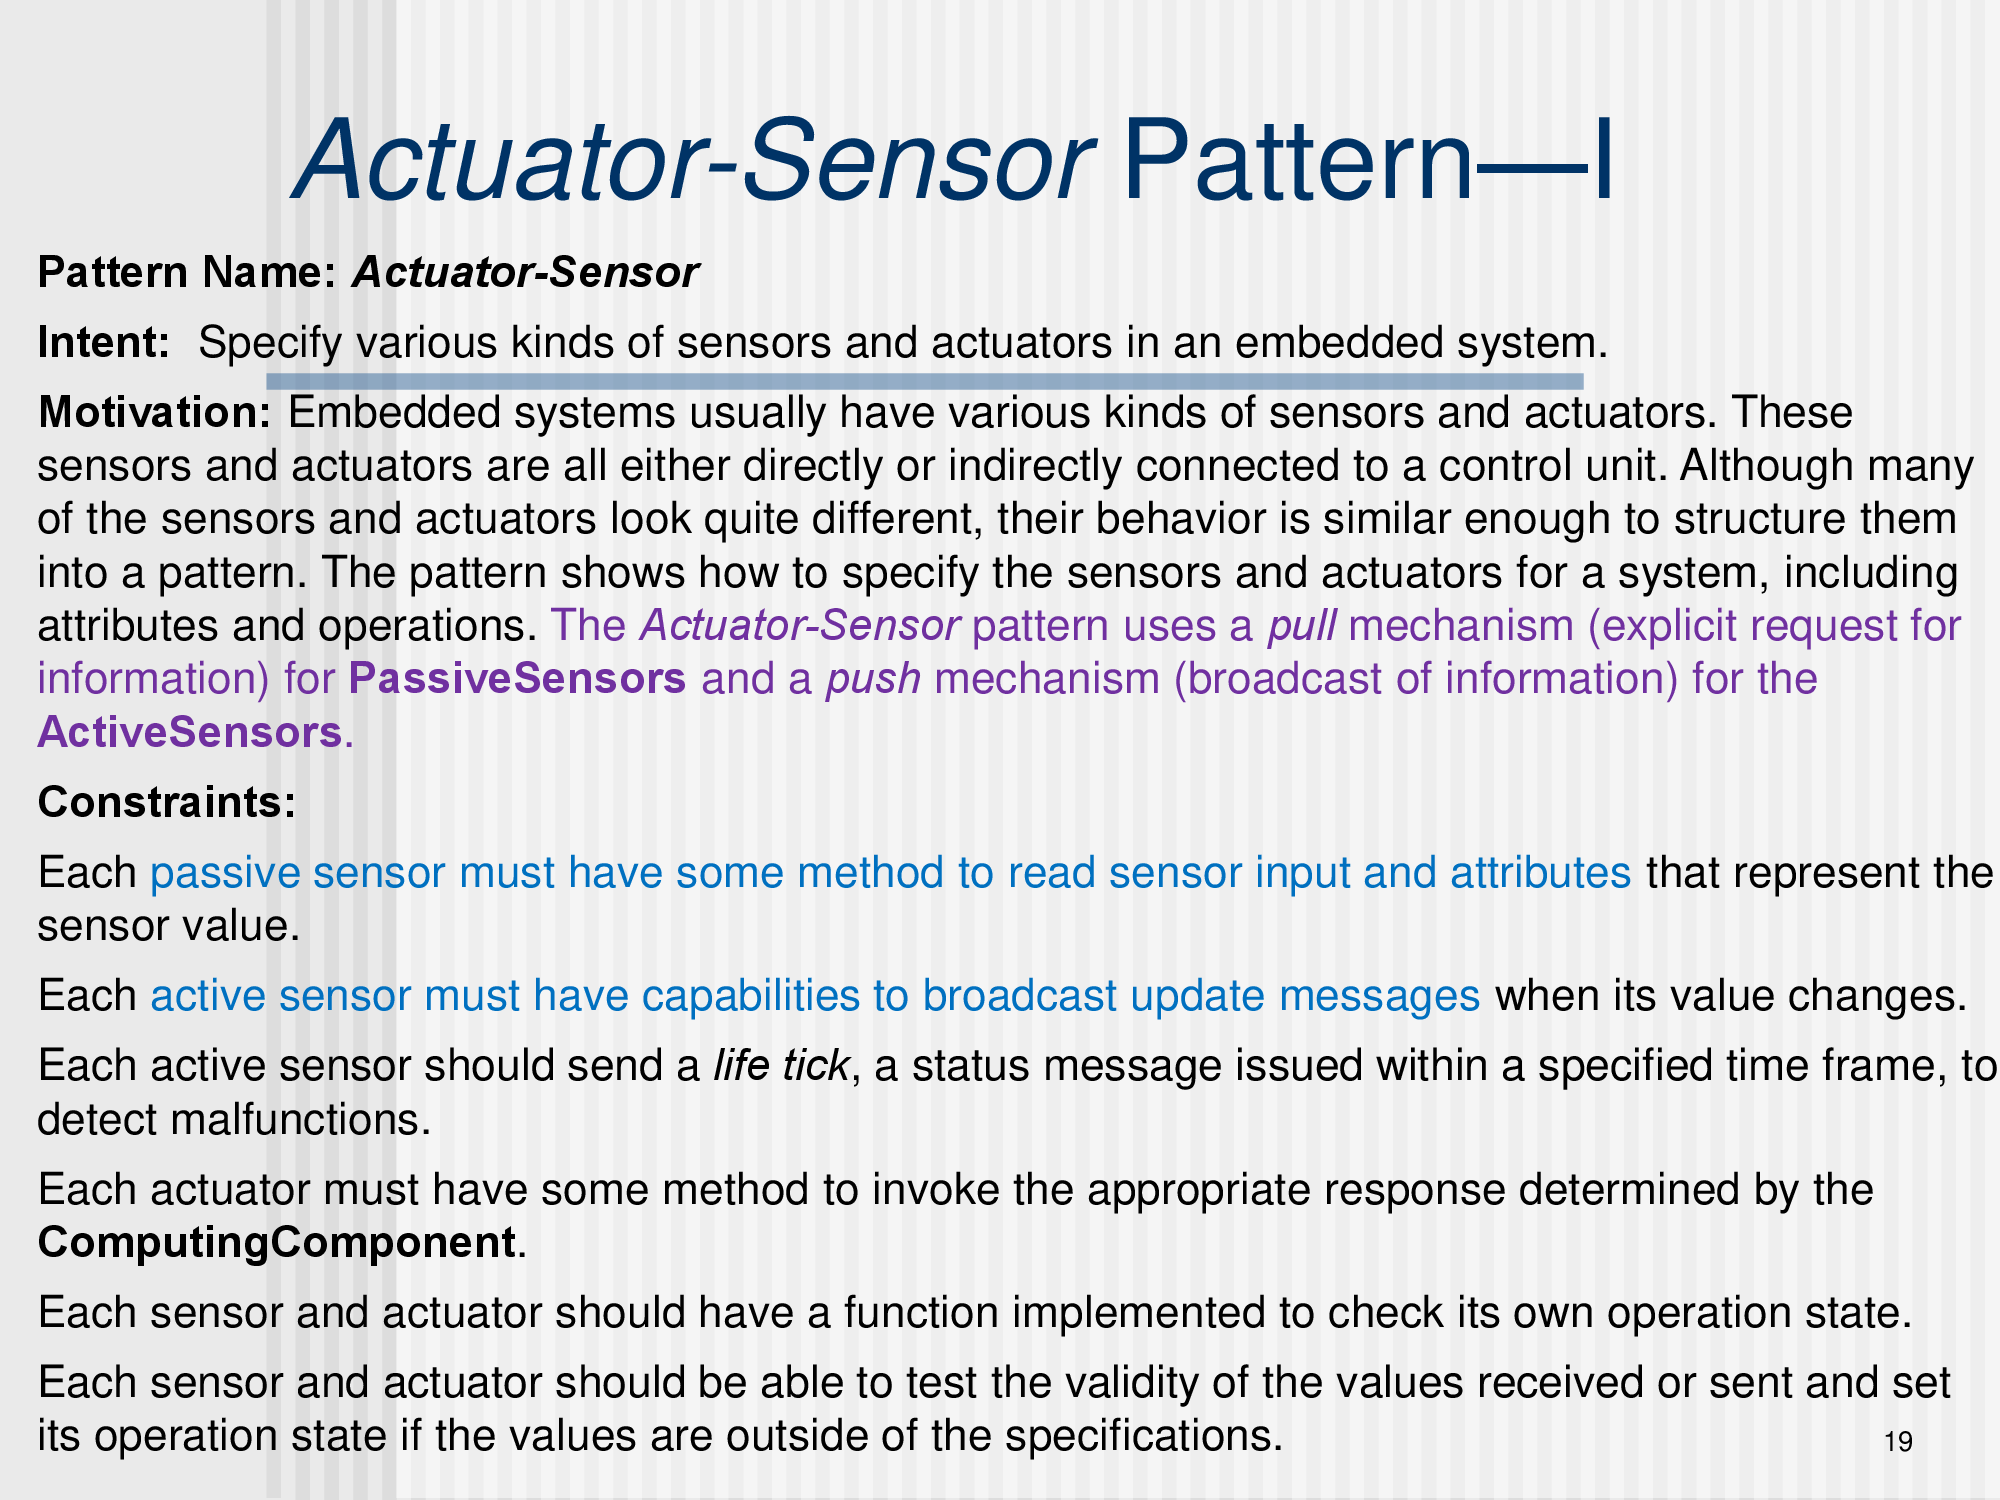 Actuator-Sensor Pattern—I
Pattern Name: Actuator-Sensor
Intent:  Specify various kinds of sensors and actuators in an embedded system.
Motivation: Embedded systems usually have various kinds of sensors and actuators. These
sensors and actuators are all either directly or indirectly connected to a control unit. Although many
of the sensors and actuators look quite different, their behavior is similar enough to structure them
into a pattern. The pattern shows how to specify the sensors and actuators for a system, including
attributes and operations. The Actuator-Sensor pattern uses a pull mechanism (explicit request for
information) for PassiveSensors and a push mechanism (broadcast of information) for the
ActiveSensors.
Constraints:
Each passive sensor must have some method to read sensor input and attributes that represent the
sensor value.
Each active sensor must have capabilities to broadcast update messages when its value changes.
Each active sensor should send a life tick, a status message issued within a specified time frame, to
detect malfunctions.
Each actuator must have some method to invoke the appropriate response determined by the
ComputingComponent.
Each sensor and actuator should have a function implemented to check its own operation state.
Each sensor and actuator should be able to test the validity of the values received or sent and set
its operation state if the values are outside of the specifications.
19